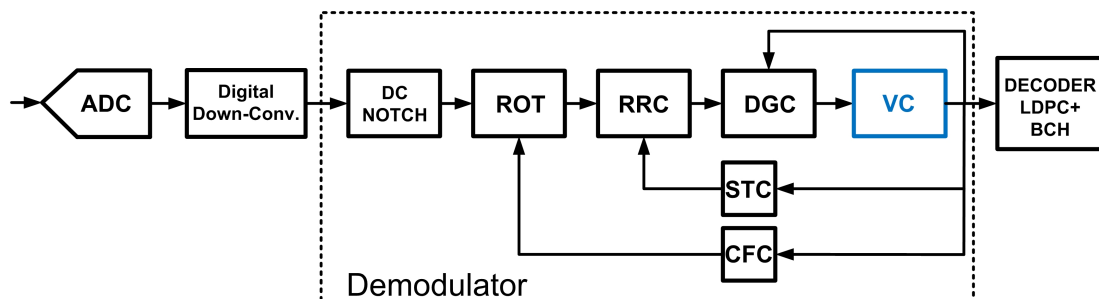 ADC
Digital
Down-Conv.
DC
NOTCH
ROT
RRC
DGC
VC
DECODER
LDPC+
BCH
STC
CFC
Demodulator